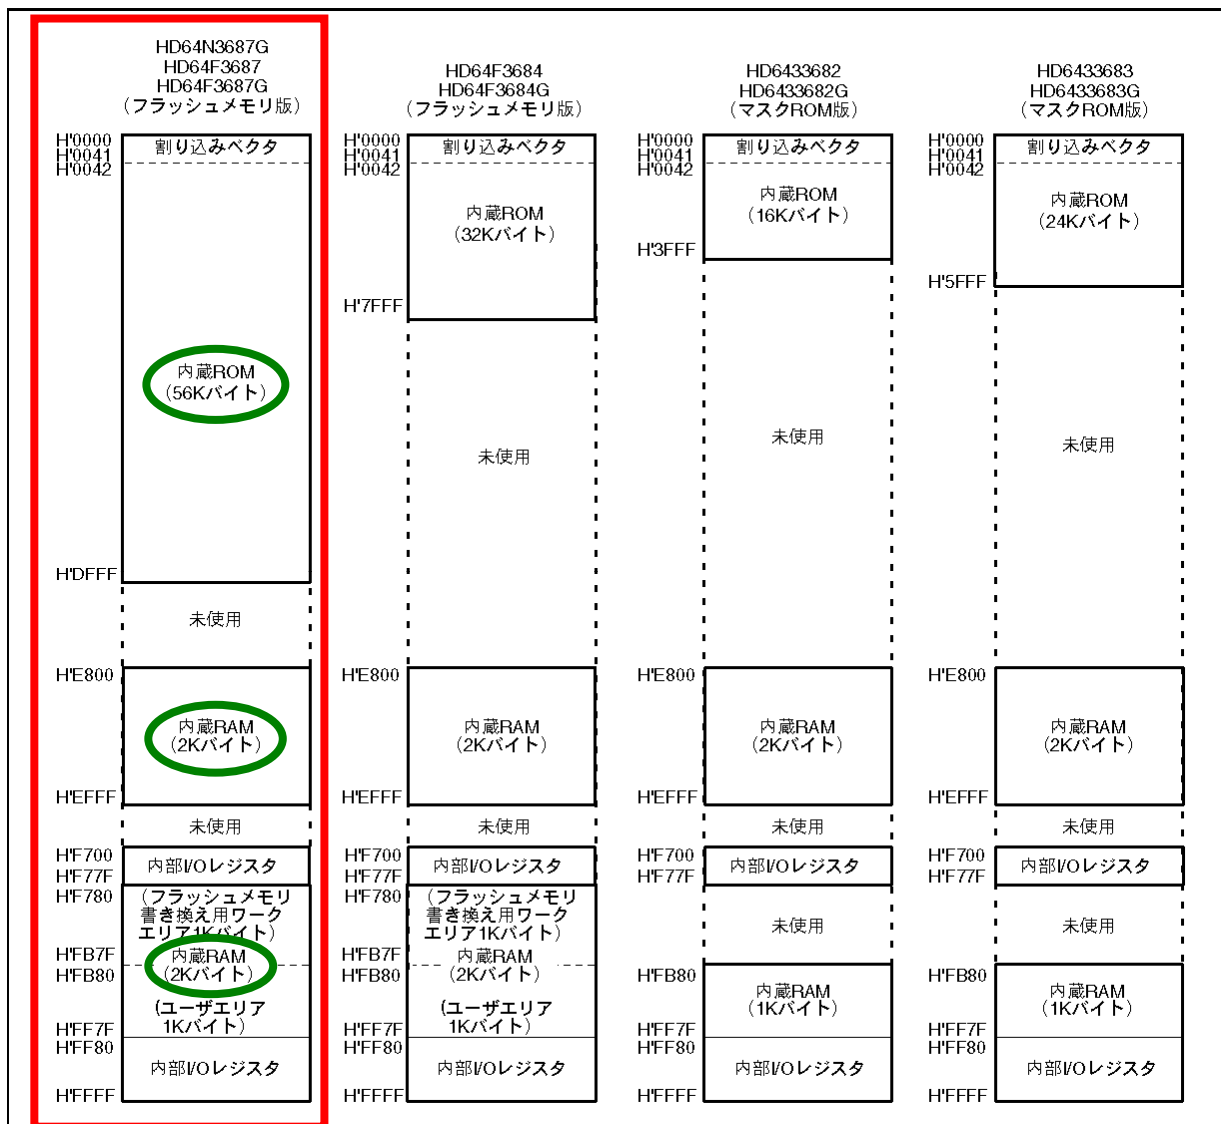 HD64N3687G
HD64F3687
HD64F3687G
(フラッシュメモリ版)
H'0000
割り込みベクタ
H'0041
H'0042
内蔵ROM
(56Kバイト)
H'DFFF
未使用
H'E800
内蔵RAM
(2Kバイト)
H'EFFF
未使用
H'F700
内部I/Oレジスタ
H'F77F
H'F780
(フラッシュメモリ
書き換え用ワーク
エリア1Kバイト)
H'FB7F
内蔵RAM
(2Kバイト)
H'FB80
(ユーザエリア
1Kバイト)
H'FF7F
H'FF80
内部I/Oレジスタ
H'FFFF
HD64F3684
HD64F3684G
(フラッシュメモリ版)
H'0000
割り込みベクタ
H'0041
H'0042
内蔵ROM
(32Kバイト)
H'7FFF
未使用
H'E800
内蔵RAM
(2Kバイト)
H'EFFF
未使用
H'F700
内部I/Oレジスタ
H'F77F
H'F780
(フラッシュメモリ
書き換え用ワーク
エリア1Kバイト)
H'FB7F
内蔵RAM
(2Kバイト)
H'FB80
(ユーザエリア
1Kバイト)
H'FF7F
H'FF80
内部I/Oレジスタ
H'FFFF
HD6433682
HD6433682G
(マスクROM版)
H'0000
割り込みベクタ
H'0041
H'0042
内蔵ROM
(16Kバイト)
H'3FFF
未使用
H'E800
内蔵RAM
(2Kバイト)
H'EFFF
未使用
H'F700
内部I/Oレジスタ
H'F77F
未使用
H'FB80
内蔵RAM
(1Kバイト)
H'FF7F
H'FF80
内部I/Oレジスタ
H'FFFF
HD6433683
HD6433683G
(マスクROM版)
H'0000
割り込みベクタ
H'0041
H'0042
内蔵ROM
(24Kバイト)
H'5FFF
未使用
H'E800
内蔵RAM
(2Kバイト)
H'EFFF
未使用
H'F700
内部I/Oレジスタ
H'F77F
未使用
H'FB80
内蔵RAM
(1Kバイト)
H'FF7F
H'FF80
内部I/Oレジスタ
H'FFFF